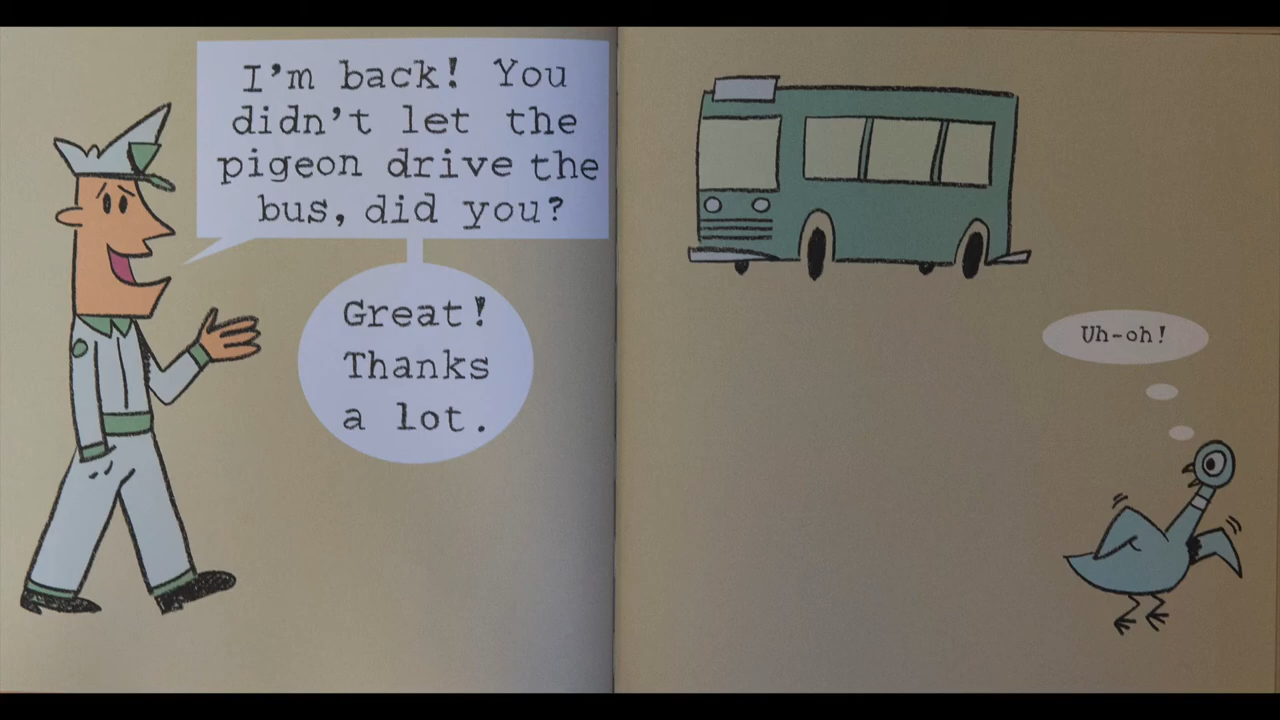 I'm back! You
didn't let the
pigeon drive the
bus, did you?
Great!
Thanks
a lot.
Uh-oh!